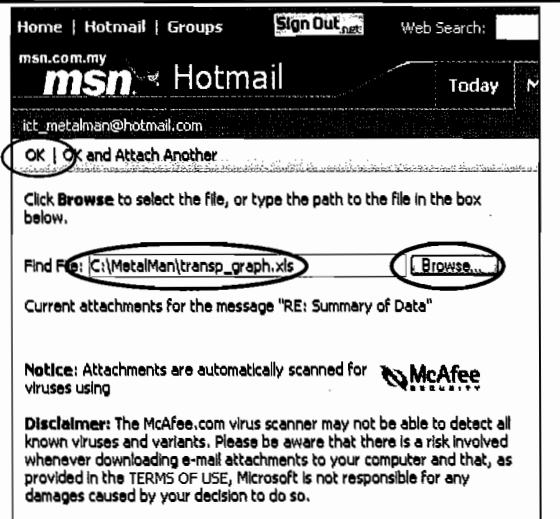 Home | Hotmail | Groups Sign Out.net Web Search:
msn.com.my
msn Hotmail Today M
ict_metalman@hotmail.com
OK | OK and Attach Another
Click Browse to select the file, or type the path to the file in the box
below.
Find File: C:\MetalMan\transp_graph.xls Browse...
Current attachments for the message "RE: Summary of Data"
Notice: Attachments are automatically scanned for McAfee
viruses using SECURITY
Disclaimer: The McAfee.com virus scanner may not be able to detect all
known viruses and variants. Please be aware that there is a risk involved
whenever downloading e-mail attachments to your computer and that, as
provided in the TERMS OF USE, Microsoft is not responsible for any
damages caused by your decision to do so.